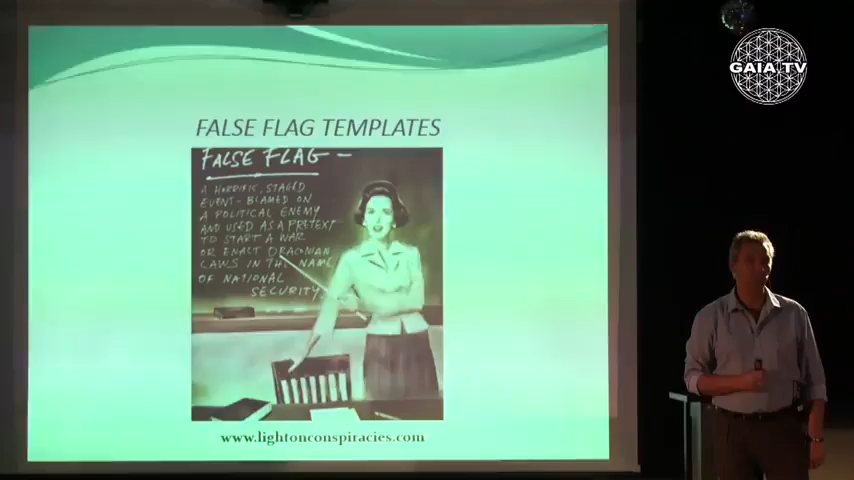 GAIA TV
FALSE FLAG TEMPLATES
FALSE FLAG -
A HORRIFIC, STAGED
EVENT - BLAMED ON
A POLITICAL ENEMY
AND USED AS A PRETEXT
TO START A WAR
OR ENACT DRACONIAN
LAWS IN THE NAME
OF NATIONAL
SECURITY.
www.lightonconspiracies.com